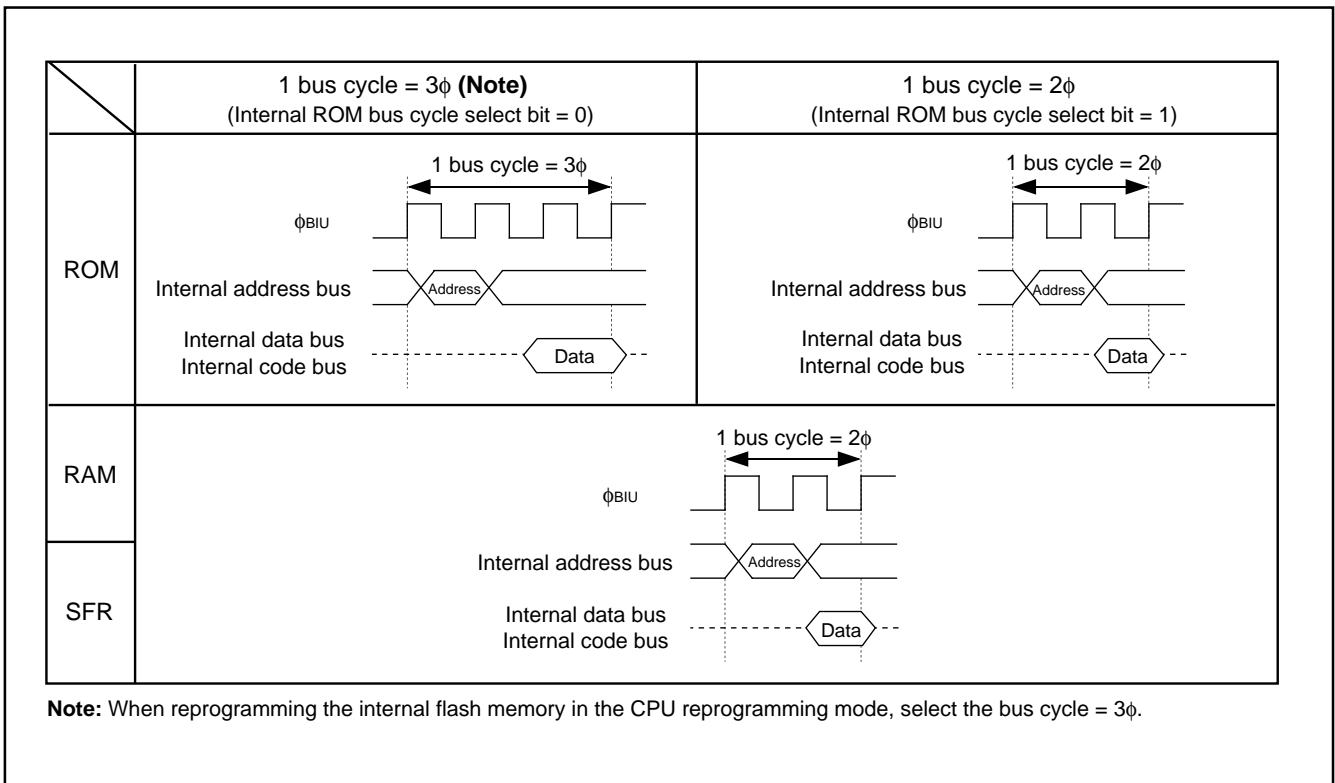 1 bus cycle = 3ϕ (Note)
(Internal ROM bus cycle select bit = 0)
1 bus cycle = 2ϕ
(Internal ROM bus cycle select bit = 1)
ROM
1 bus cycle = 3ϕ
ϕBIU
Internal address bus
Address
Internal data bus
Internal code bus
Data
1 bus cycle = 2ϕ
ϕBIU
Internal address bus
Address
Internal data bus
Internal code bus
Data
RAM
SFR
1 bus cycle = 2ϕ
ϕBIU
Internal address bus
Address
Internal data bus
Internal code bus
Data
Note: When reprogramming the internal flash memory in the CPU reprogramming mode, select the bus cycle = 3ϕ.